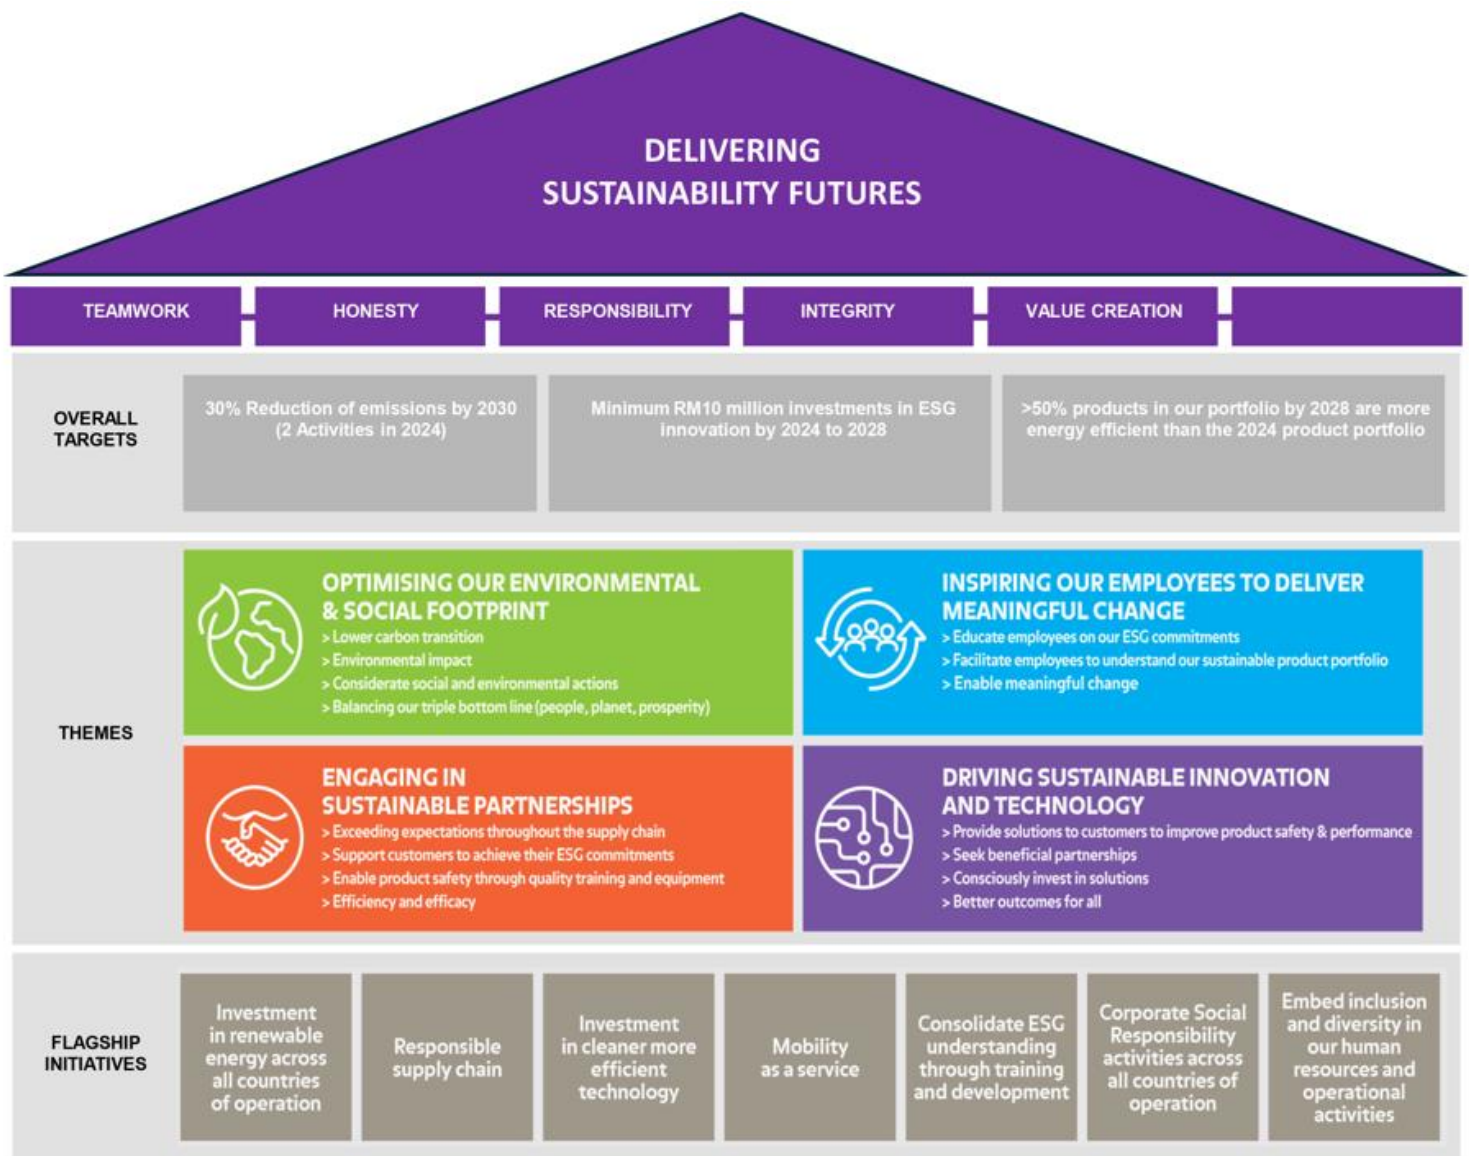 DELIVERING
SUSTAINABILITY FUTURES
TEAMWORK
HONESTY
RESPONSIBILITY
INTEGRITY
VALUE CREATION
OVERALL
TARGETS
30% Reduction of emissions by 2030
(2 Activities in 2024)
Minimum RM10 million investments in ESG
innovation by 2024 to 2028
>50% products in our portfolio by 2028 are more
energy efficient than the 2024 product portfolio
THEMES
OPTIMISING OUR ENVIRONMENTAL
& SOCIAL FOOTPRINT
> Lower carbon transition
> Environmental impact
> Considerate social and environmental actions
> Balancing our triple bottom line (people, planet, prosperity)
INSPIRING OUR EMPLOYEES TO DELIVER
MEANINGFUL CHANGE
> Educate employees on our ESG commitments
> Facilitate employees to understand our sustainable product portfolio
> Enable meaningful change
ENGAGING IN
SUSTAINABLE PARTNERSHIPS
> Exceeding expectations throughout the supply chain
> Support customers to achieve their ESG commitments
> Enable product safety through quality training and equipment
> Efficiency and efficacy
DRIVING SUSTAINABLE INNOVATION
AND TECHNOLOGY
> Provide solutions to customers to improve product safety & performance
> Seek beneficial partnerships
> Consciously invest in solutions
> Better outcomes for all
FLAGSHIP
INITIATIVES
Investment
in renewable
energy across
all countries
of operation
Responsible
supply chain
Investment
in cleaner more
efficient
technology
Mobility
as a service
Consolidate ESG
understanding
through training
and development
Corporate Social
Responsibility
activities across
all countries of
operation
Embed inclusion
and diversity in
our human
resources and
operational
activities